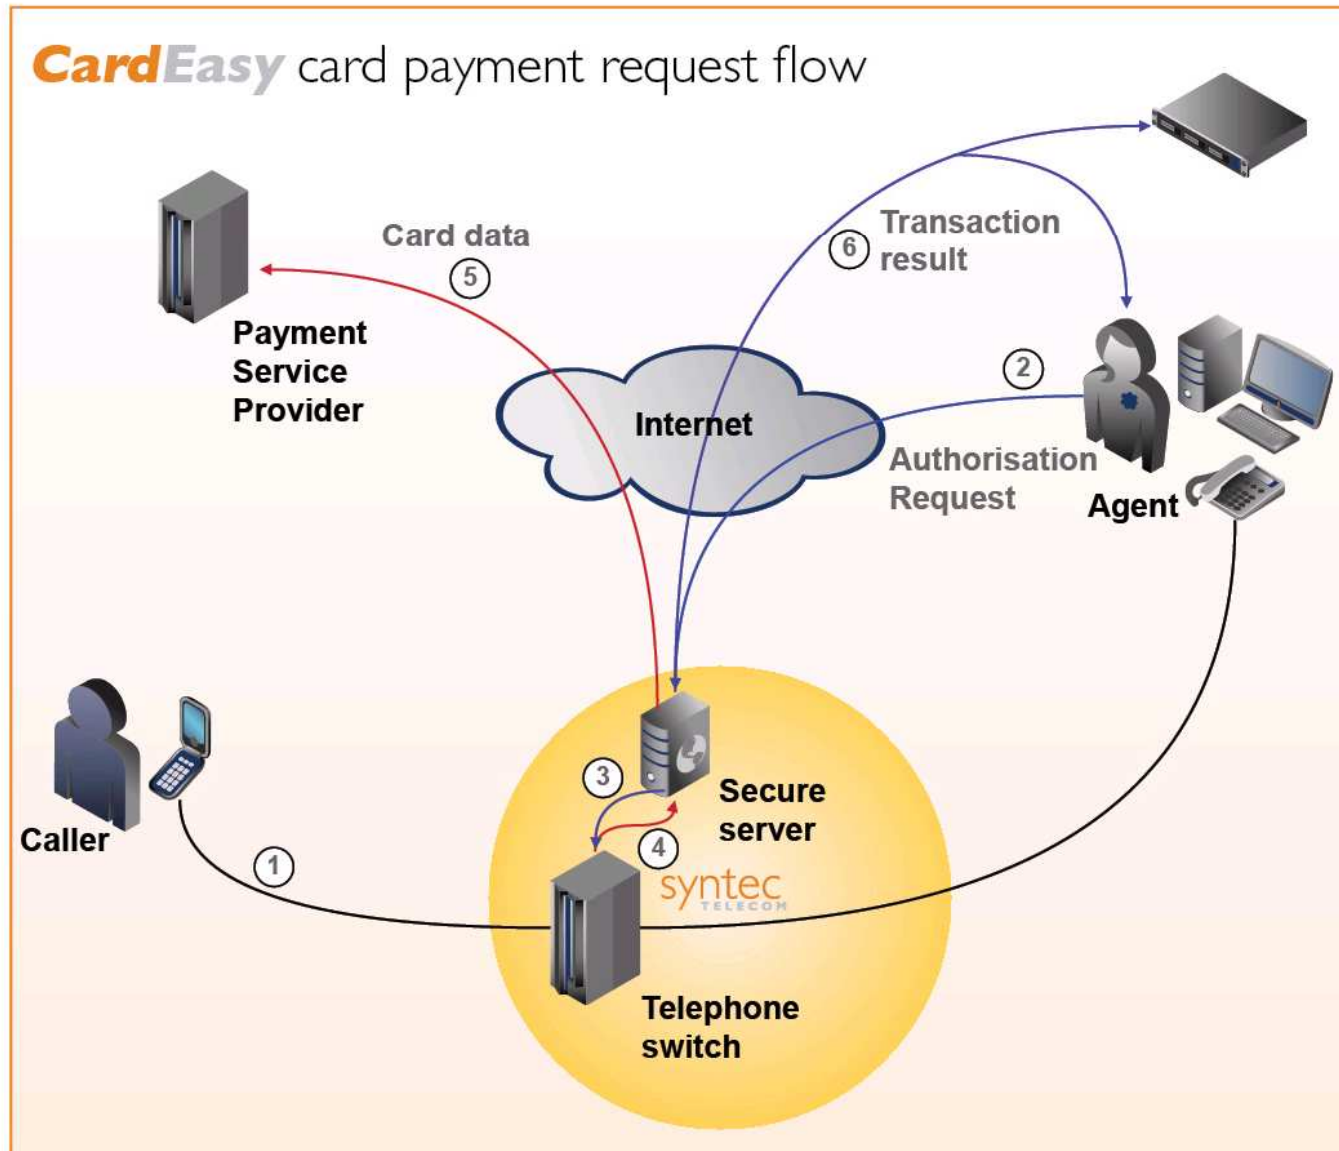 CardEasy card payment request flow
Card data
5
Payment
Service
Provider
6
Transaction
result
2
Internet
Authorisation
Request
Agent
Caller
1
3
Secure
server
4
syntec
TELECOM
Telephone
switch